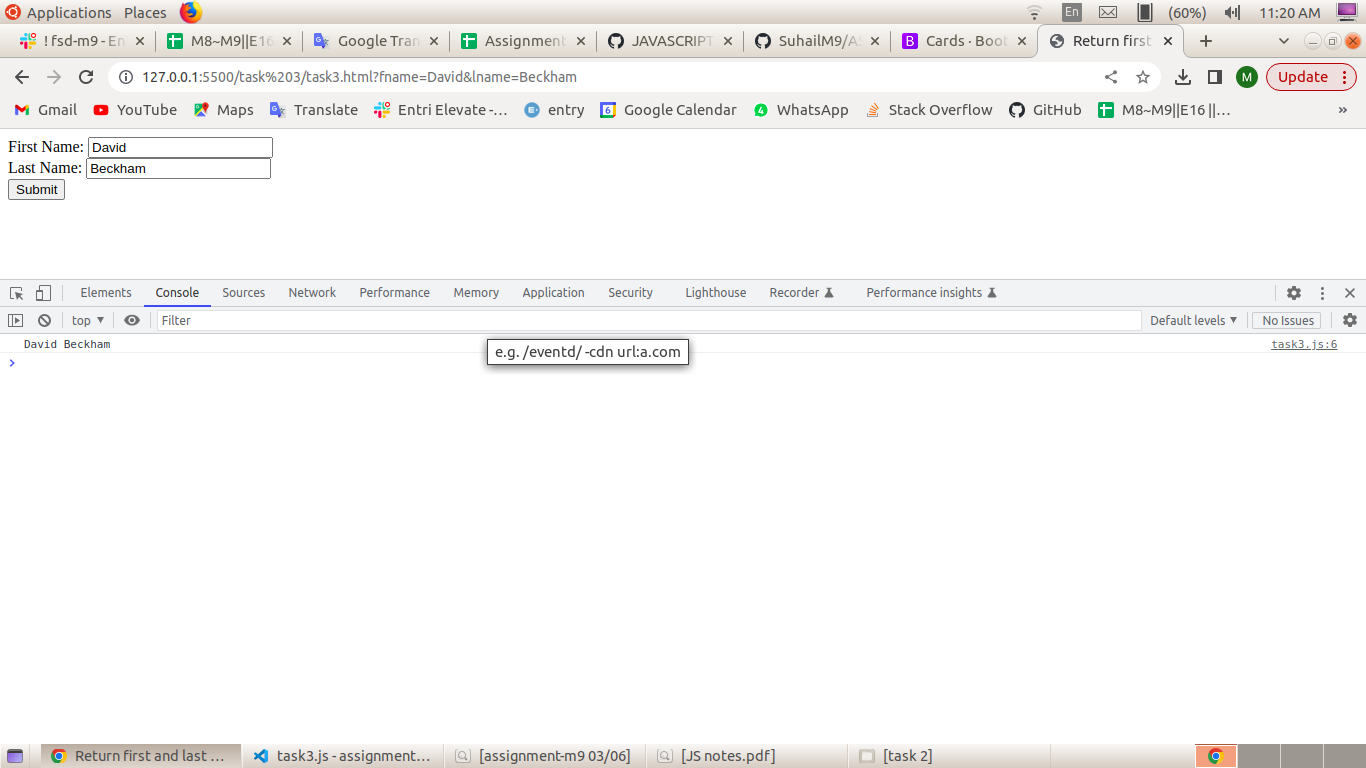 Applications Places En (60%) 11:20 AM
! fsd-m9 - En M8~M9||E16 Google Tran Assignment JAVASCRIPT SuhailM9/AS Cards · Boot Return first
127.0.0.1:5500/task%203/task3.html?fname=David&lname=Beckham M Update
Gmail YouTube Maps Translate Entri Elevate -… entry Google Calendar WhatsApp Stack Overflow GitHub M8~M9||E16 ||… »
First Name: David
Last Name: Beckham
Submit
Elements Console Sources Network Performance Memory Application Security Lighthouse Recorder Performance insights
top Filter Default levels No Issues
David Beckham task3.js:6
e.g. /eventd/ -cdn url:a.com
Return first and last … task3.js - assignment… [assignment-m9 03/06] [JS notes.pdf] [task 2]